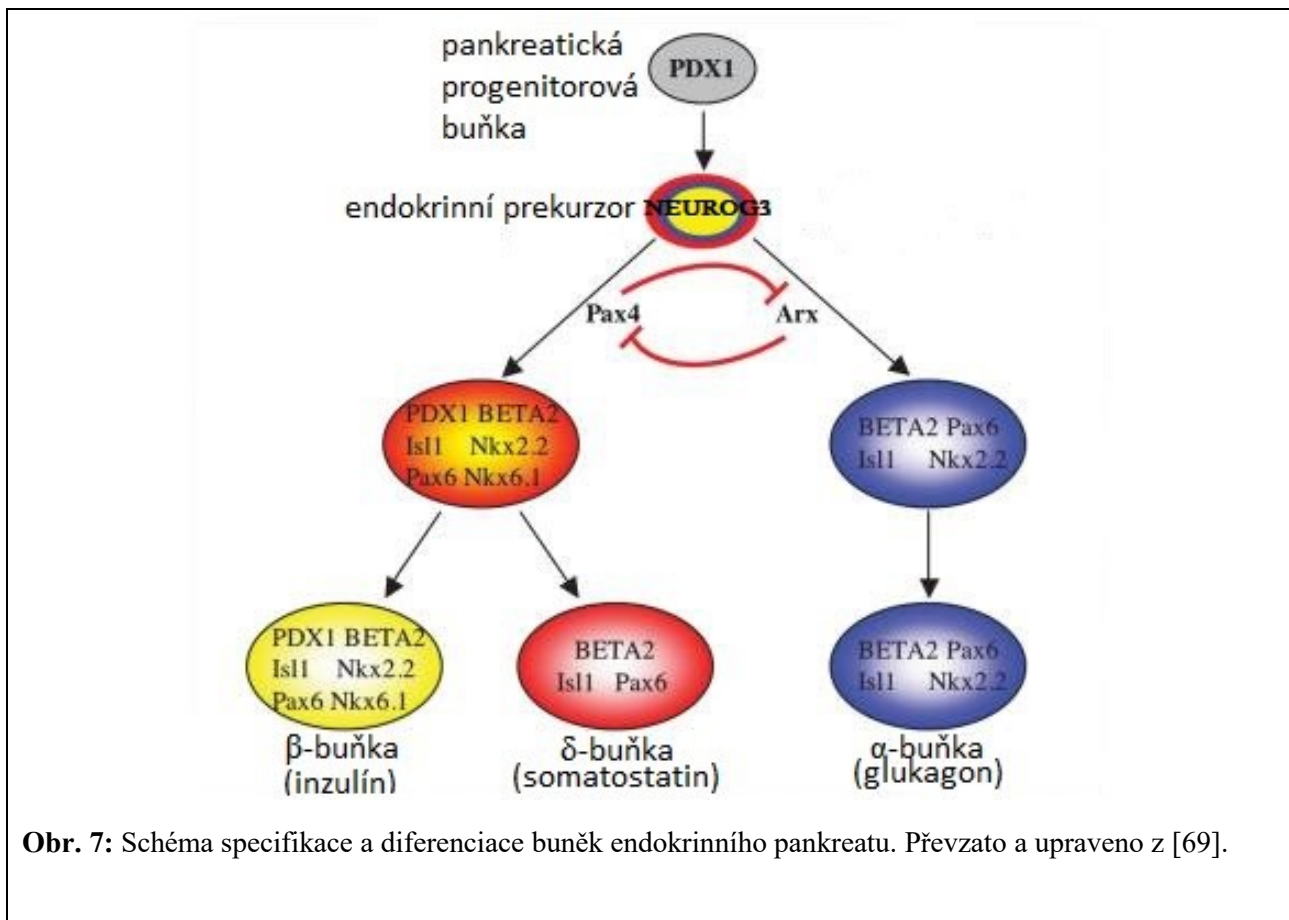 pankreatická
progenitorová
buňka
PDX1
endokrinní prekurzor
NEUROG3
Pax4
Arx
PDX1 BETA2
Isl1 Nkx2.2
Pax6 Nkx6.1
BETA2 Pax6
Isl1 Nkx2.2
PDX1 BETA2
Isl1 Nkx2.2
Pax6 Nkx6.1
β-buňka
(inzulín)
BETA2
Isl1 Pax6
δ-buňka
(somatostatin)
BETA2 Pax6
Isl1 Nkx2.2
α-buňka
(glukagon)
Obr. 7: Schéma specifikace a diferenciace buněk endokrinního pankreatu. Převzato a upraveno z [69].